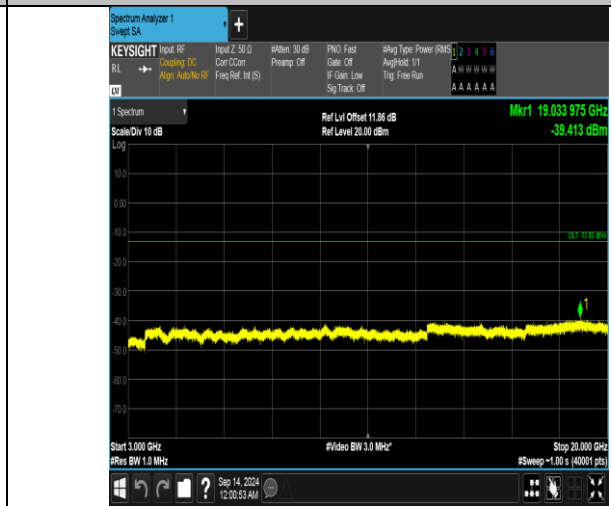 Spectrum Analyzer 1
Swept SA
+
KEYSIGHT Input: RF Input Z: 50 Ω #Atten: 30 dB PNO: Fast #Avg Type: Power (RMS 1 2 3 4 5 6
RL Coupling: DC Corr CCorr Preamp: Off Gate: Off Avg|Hold: 1/1 A W W W W W
Align: Auto/No RF Freq Ref: Int (S) IF Gain: Low Trig: Free Run
Sig Track: Off A A A A A A
1 Spectrum Ref Lvl Offset 11.86 dB Mkr1 19.033 975 GHz
Scale/Div 10 dB Ref Level 20.00 dBm -39.413 dBm
Log
10.0
0.00
-10.0
DL1 -13.00 dBm
-20.0
-30.0
1
-40.0
-50.0
-60.0
-70.0
Start 3.000 GHz #Video BW 3.0 MHz* Stop 20.000 GHz
#Res BW 1.0 MHz #Sweep ~1.00 s (40001 pts)
? Sep 14, 2024
12:00:53 AM